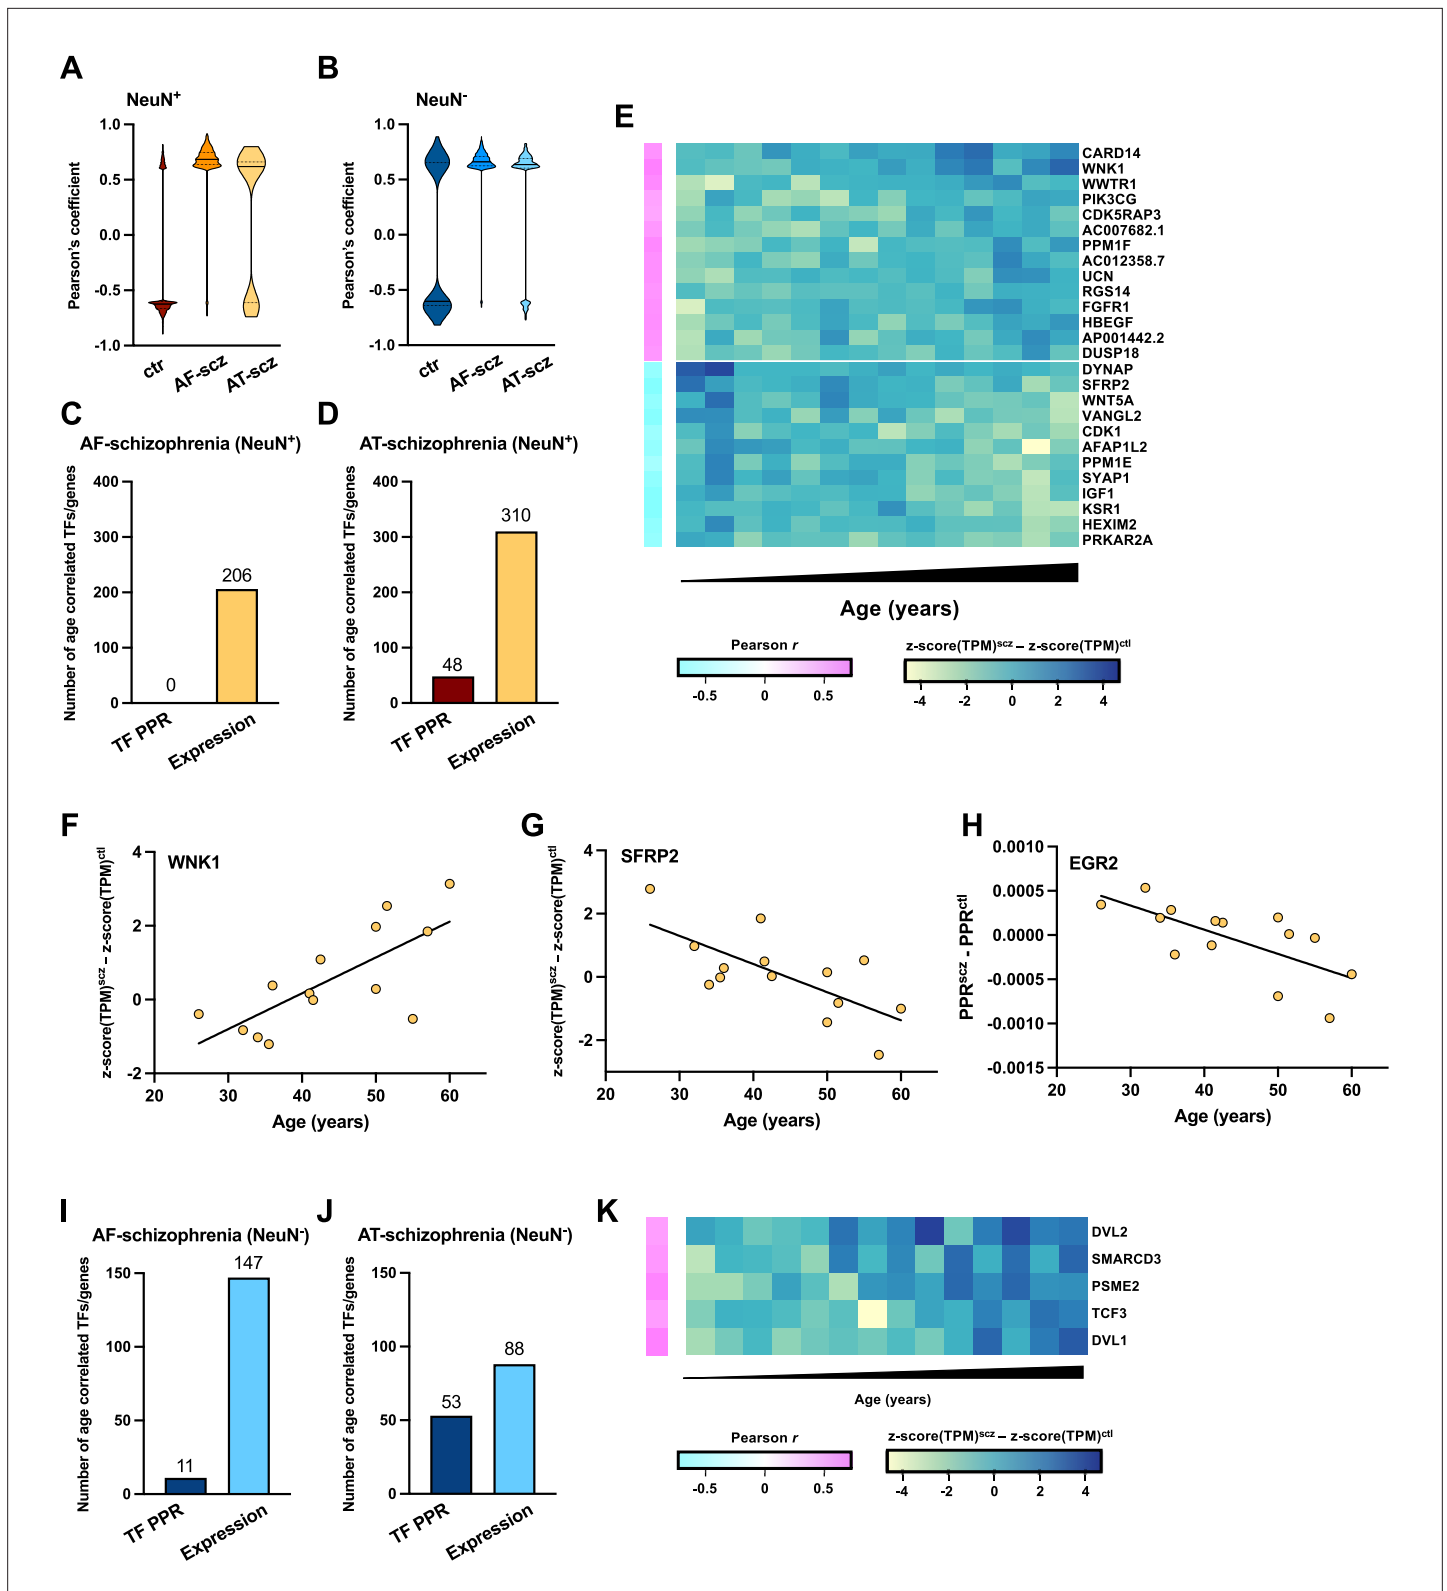 A
NeuN⁺
Pearson's coefficient
1.0
0.5
0.0
-0.5
-1.0
ctr
AF-scz
AT-scz
B
NeuN⁻
Pearson's coefficient
1.0
0.5
0.0
-0.5
-1.0
ctr
AF-scz
AT-scz
C
AF-schizophrenia (NeuN⁺)
Number of age correlated TFs/genes
400
300
200
100
0
0
206
TF PPR
Expression
D
AT-schizophrenia (NeuN⁺)
Number of age correlated TFs/genes
400
300
200
100
0
48
310
TF PPR
Expression
E
CARD14
WNK1
WWTR1
PIK3CG
CDK5RAP3
AC007682.1
PPM1F
AC012358.7
UCN
RGS14
FGFR1
HBEGF
AP001442.2
DUSP18
DYNAP
SFRP2
WNT5A
VANGL2
CDK1
AFAP1L2
PPM1E
SYAP1
IGF1
KSR1
HEXIM2
PRKAR2A
Age (years)
Pearson r
-0.5 0 0.5
z-score(TPM)ˢᶜᶻ – z-score(TPM)ᶜᵗˡ
-4 -2 0 2 4
F
WNK1
z-score(TPM)ˢᶜᶻ – z-score(TPM)ᶜᵗˡ
4
2
0
-2
20 30 40 50 60
Age (years)
G
SFRP2
z-score(TPM)ˢᶜᶻ – z-score(TPM)ᶜᵗˡ
4
2
0
-2
20 30 40 50 60
Age (years)
H
EGR2
PPRˢᶜᶻ - PPRᶜᵗˡ
0.0010
0.0005
0.0000
-0.0005
-0.0010
-0.0015
20 30 40 50 60
Age (years)
I
AF-schizophrenia (NeuN⁻)
Number of age correlated TFs/genes
150
100
50
0
11
147
TF PPR
Expression
J
AT-schizophrenia (NeuN⁻)
Number of age correlated TFs/genes
150
100
50
0
53
88
TF PPR
Expression
K
DVL2
SMARCD3
PSME2
TCF3
DVL1
Age (years)
Pearson r
-0.5 0 0.5
z-score(TPM)ˢᶜᶻ – z-score(TPM)ᶜᵗˡ
-4 -2 0 2 4